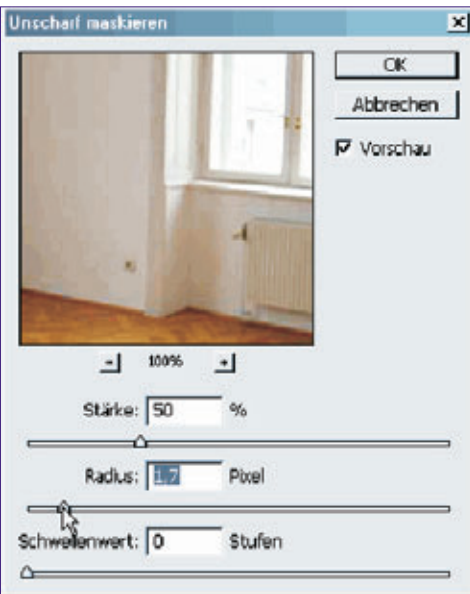 Unscharf maskieren
OK
Abbrechen
Vorschau
- 100% +
Stärke: 50 %
Radius: 1,7 Pixel
Schwellenwert: 0 Stufen